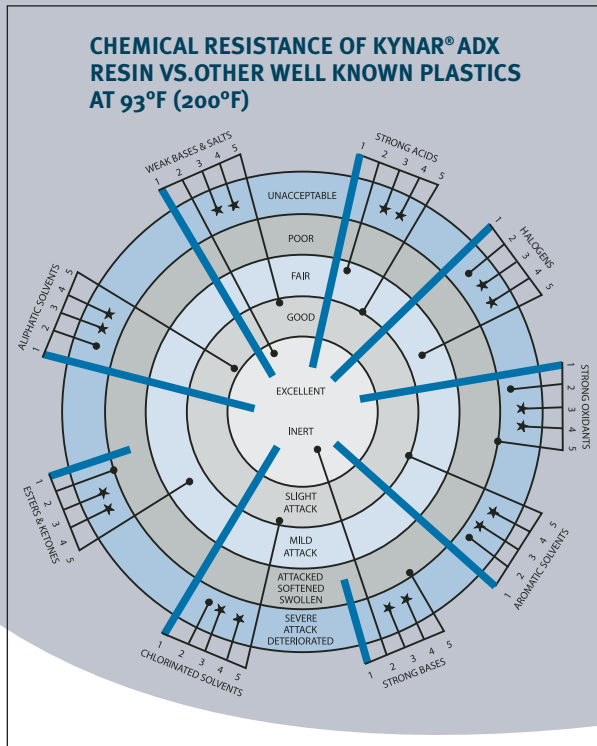 CHEMICAL RESISTANCE OF KYNAR® ADX
RESIN VS.OTHER WELL KNOWN PLASTICS
AT 93ºF (200ºF)
WEAK BASES & SALTS
1 2 3 4 5
STRONG ACIDS
1 2 3 4 5
HALOGENS
1 2 3 4 5
STRONG OXIDANTS
1 2 3 4 5
AROMATIC SOLVENTS
1 2 3 4 5
STRONG BASES
1 2 3 4 5
CHLORINATED SOLVENTS
1 2 3 4 5
ESTERS & KETONES
1 2 3 4 5
ALIPHATIC SOLVENTS
1 2 3 4 5
UNACCEPTABLE
POOR
FAIR
GOOD
EXCELLENT
INERT
SLIGHT
ATTACK
MILD
ATTACK
ATTACKED
SOFTENED
SWOLLEN
SEVERE
ATTACK
DETERIORATED